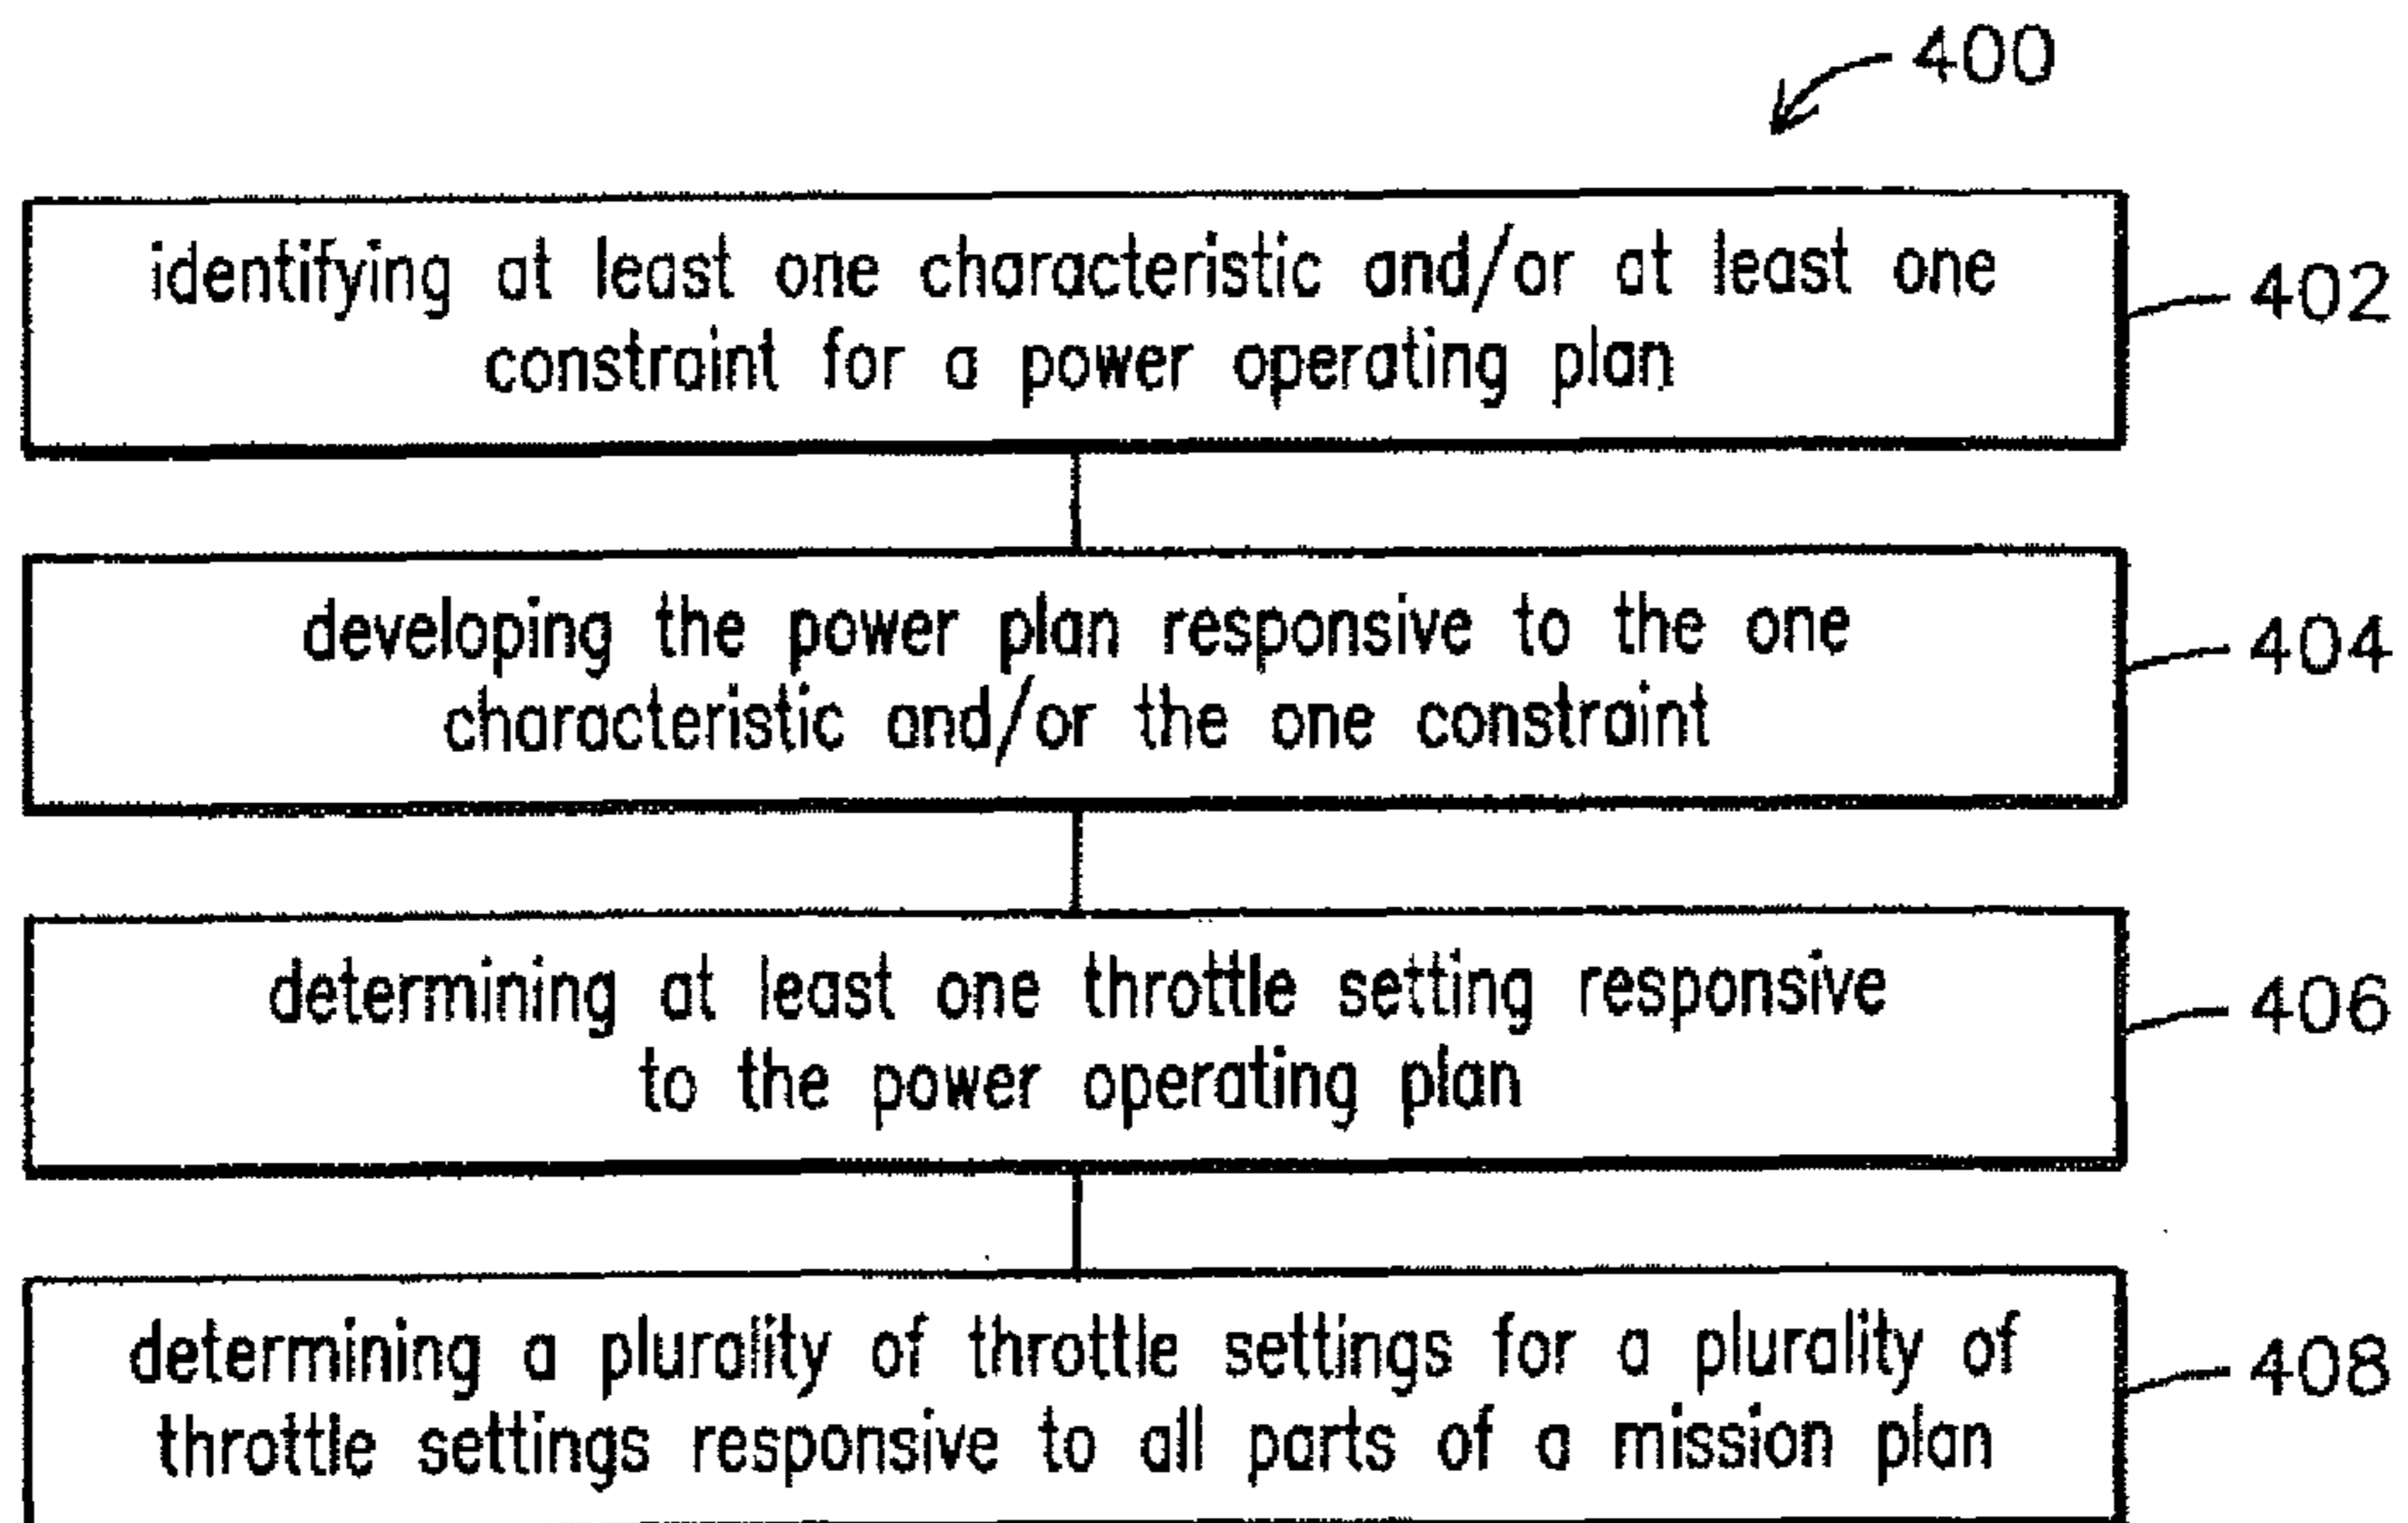 400
identifying at least one characteristic and/or at least one
constraint for a power operating plan
402
developing the power plan responsive to the one
characteristic and/or the one constraint
404
determining at least one throttle setting responsive
to the power operating plan
406
determining a plurality of throttle settings for a plurality of
throttle settings responsive to all parts of a mission plan
408